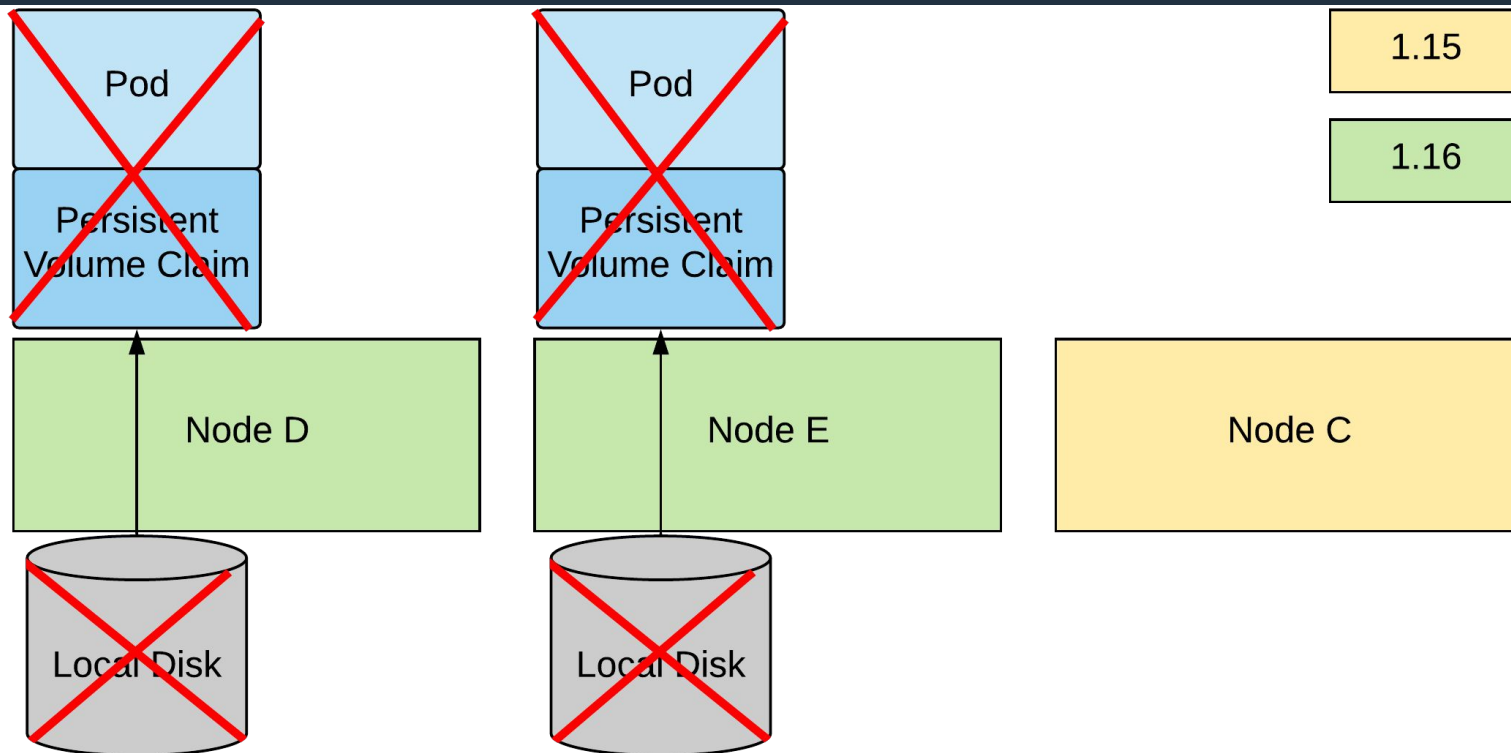 Pod
Pod
1.15
1.16
Persistent
Volume Claim
Persistent
Volume Claim
Node D
Node E
Node C
Local Disk
Local Disk